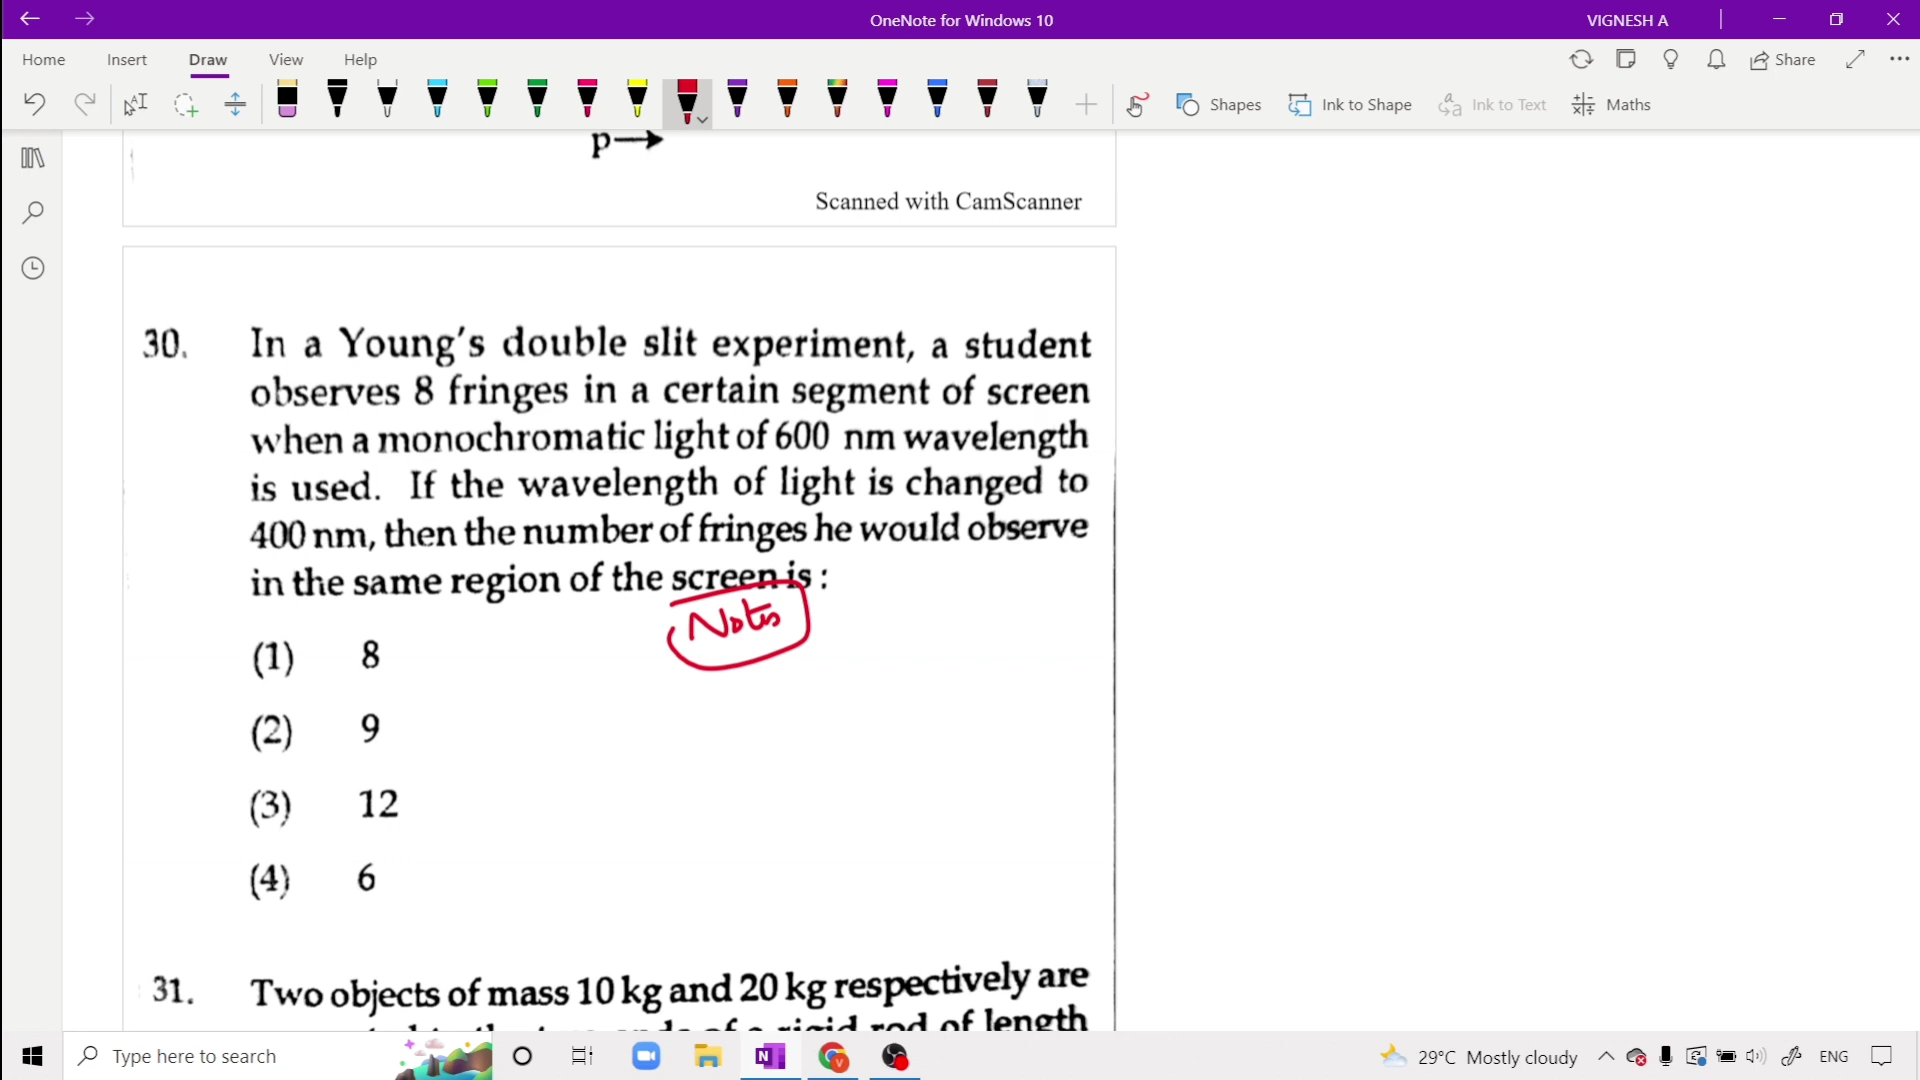 OneNote for Windows 10
VIGNESH A
Home Insert Draw View Help
Share
Shapes Ink to Shape Ink to Text Maths
p
Scanned with CamScanner
30. In a Young's double slit experiment, a student
observes 8 fringes in a certain segment of screen
when a monochromatic light of 600 nm wavelength
is used. If the wavelength of light is changed to
400 nm, then the number of fringes he would observe
in the same region of the screen is :
Notes
(1) 8
(2) 9
(3) 12
(4) 6
31. Two objects of mass 10 kg and 20 kg respectively are
rigid rod of length
Type here to search
29°C Mostly cloudy
ENG